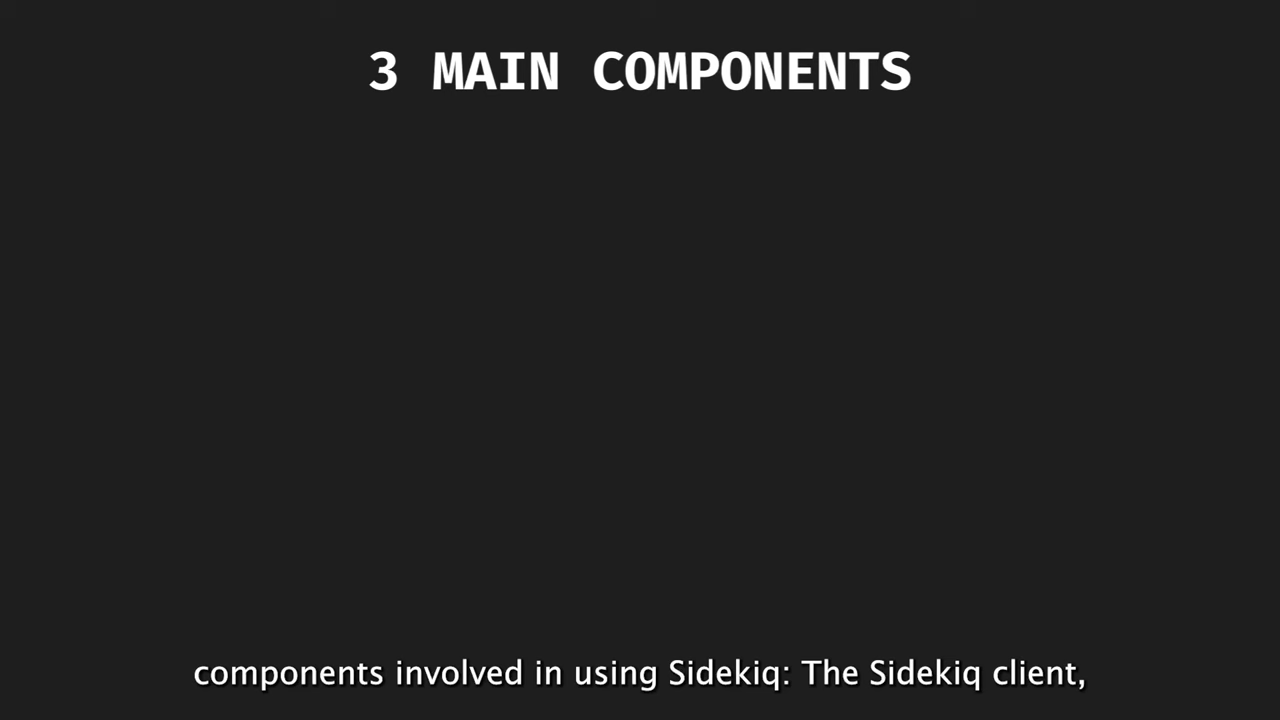 3 MAIN COMPONENTS
components involved in using Sidekiq: The Sidekiq client,